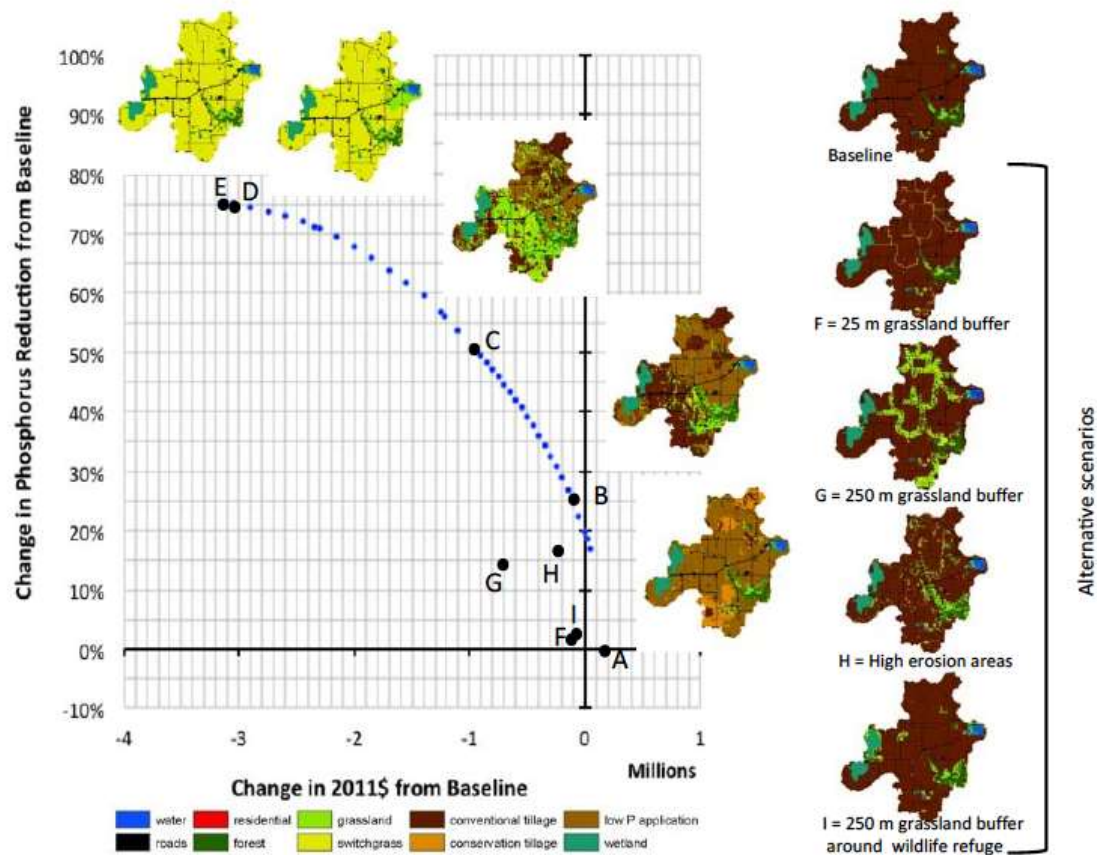 Change in Phosphorus Reduction from Baseline
100%
90%
80%
70%
60%
50%
40%
30%
20%
10%
0%
-10%
E D
C
B
H
G
I
F
A
-4 -3 -2 -1 0 1
Millions
Change in 2011$ from Baseline
water residential grassland conventional tillage low P application
roads forest switchgrass conservation tillage wetland
Baseline
F = 25 m grassland buffer
G = 250 m grassland buffer
H = High erosion areas
I = 250 m grassland buffer
around wildlife refuge
Alternative scenarios